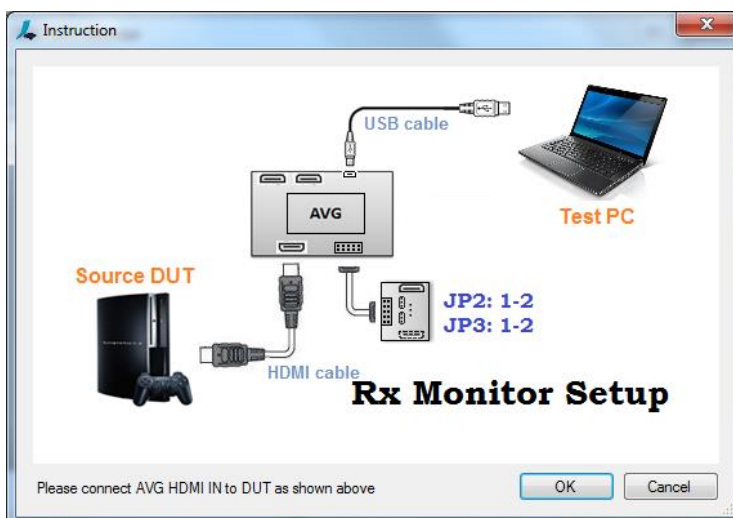 Instruction
USB cable
AVG
Test PC
Source DUT
JP2: 1-2
JP3: 1-2
HDMI cable
Rx Monitor Setup
Please connect AVG HDMI IN to DUT as shown above
OK
Cancel